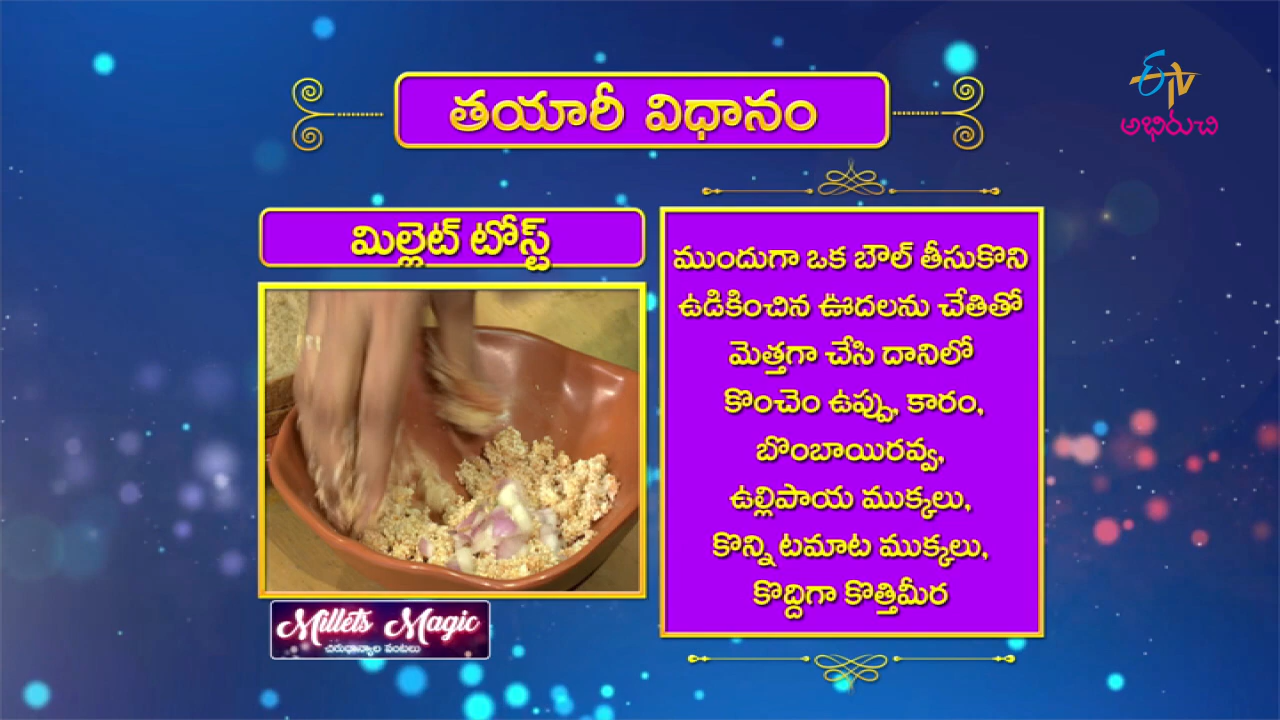 తయారీ విధానం
ETV
అభిరుచి
మిల్లెట్ టోస్ట్
ముందుగా ఒక బౌల్ తీసుకొని
ఉడికించిన ఊదలను చేతితో
మెత్తగా చేసి దానిలో
కొంచెం ఉప్పు, కారం,
బొంబాయిరవ్వ,
ఉల్లిపాయ ముక్కలు,
కొన్ని టమాట ముక్కలు,
కొద్దిగా కొత్తిమీర
Millets Magic
చిరుధాన్యాల వంటలు